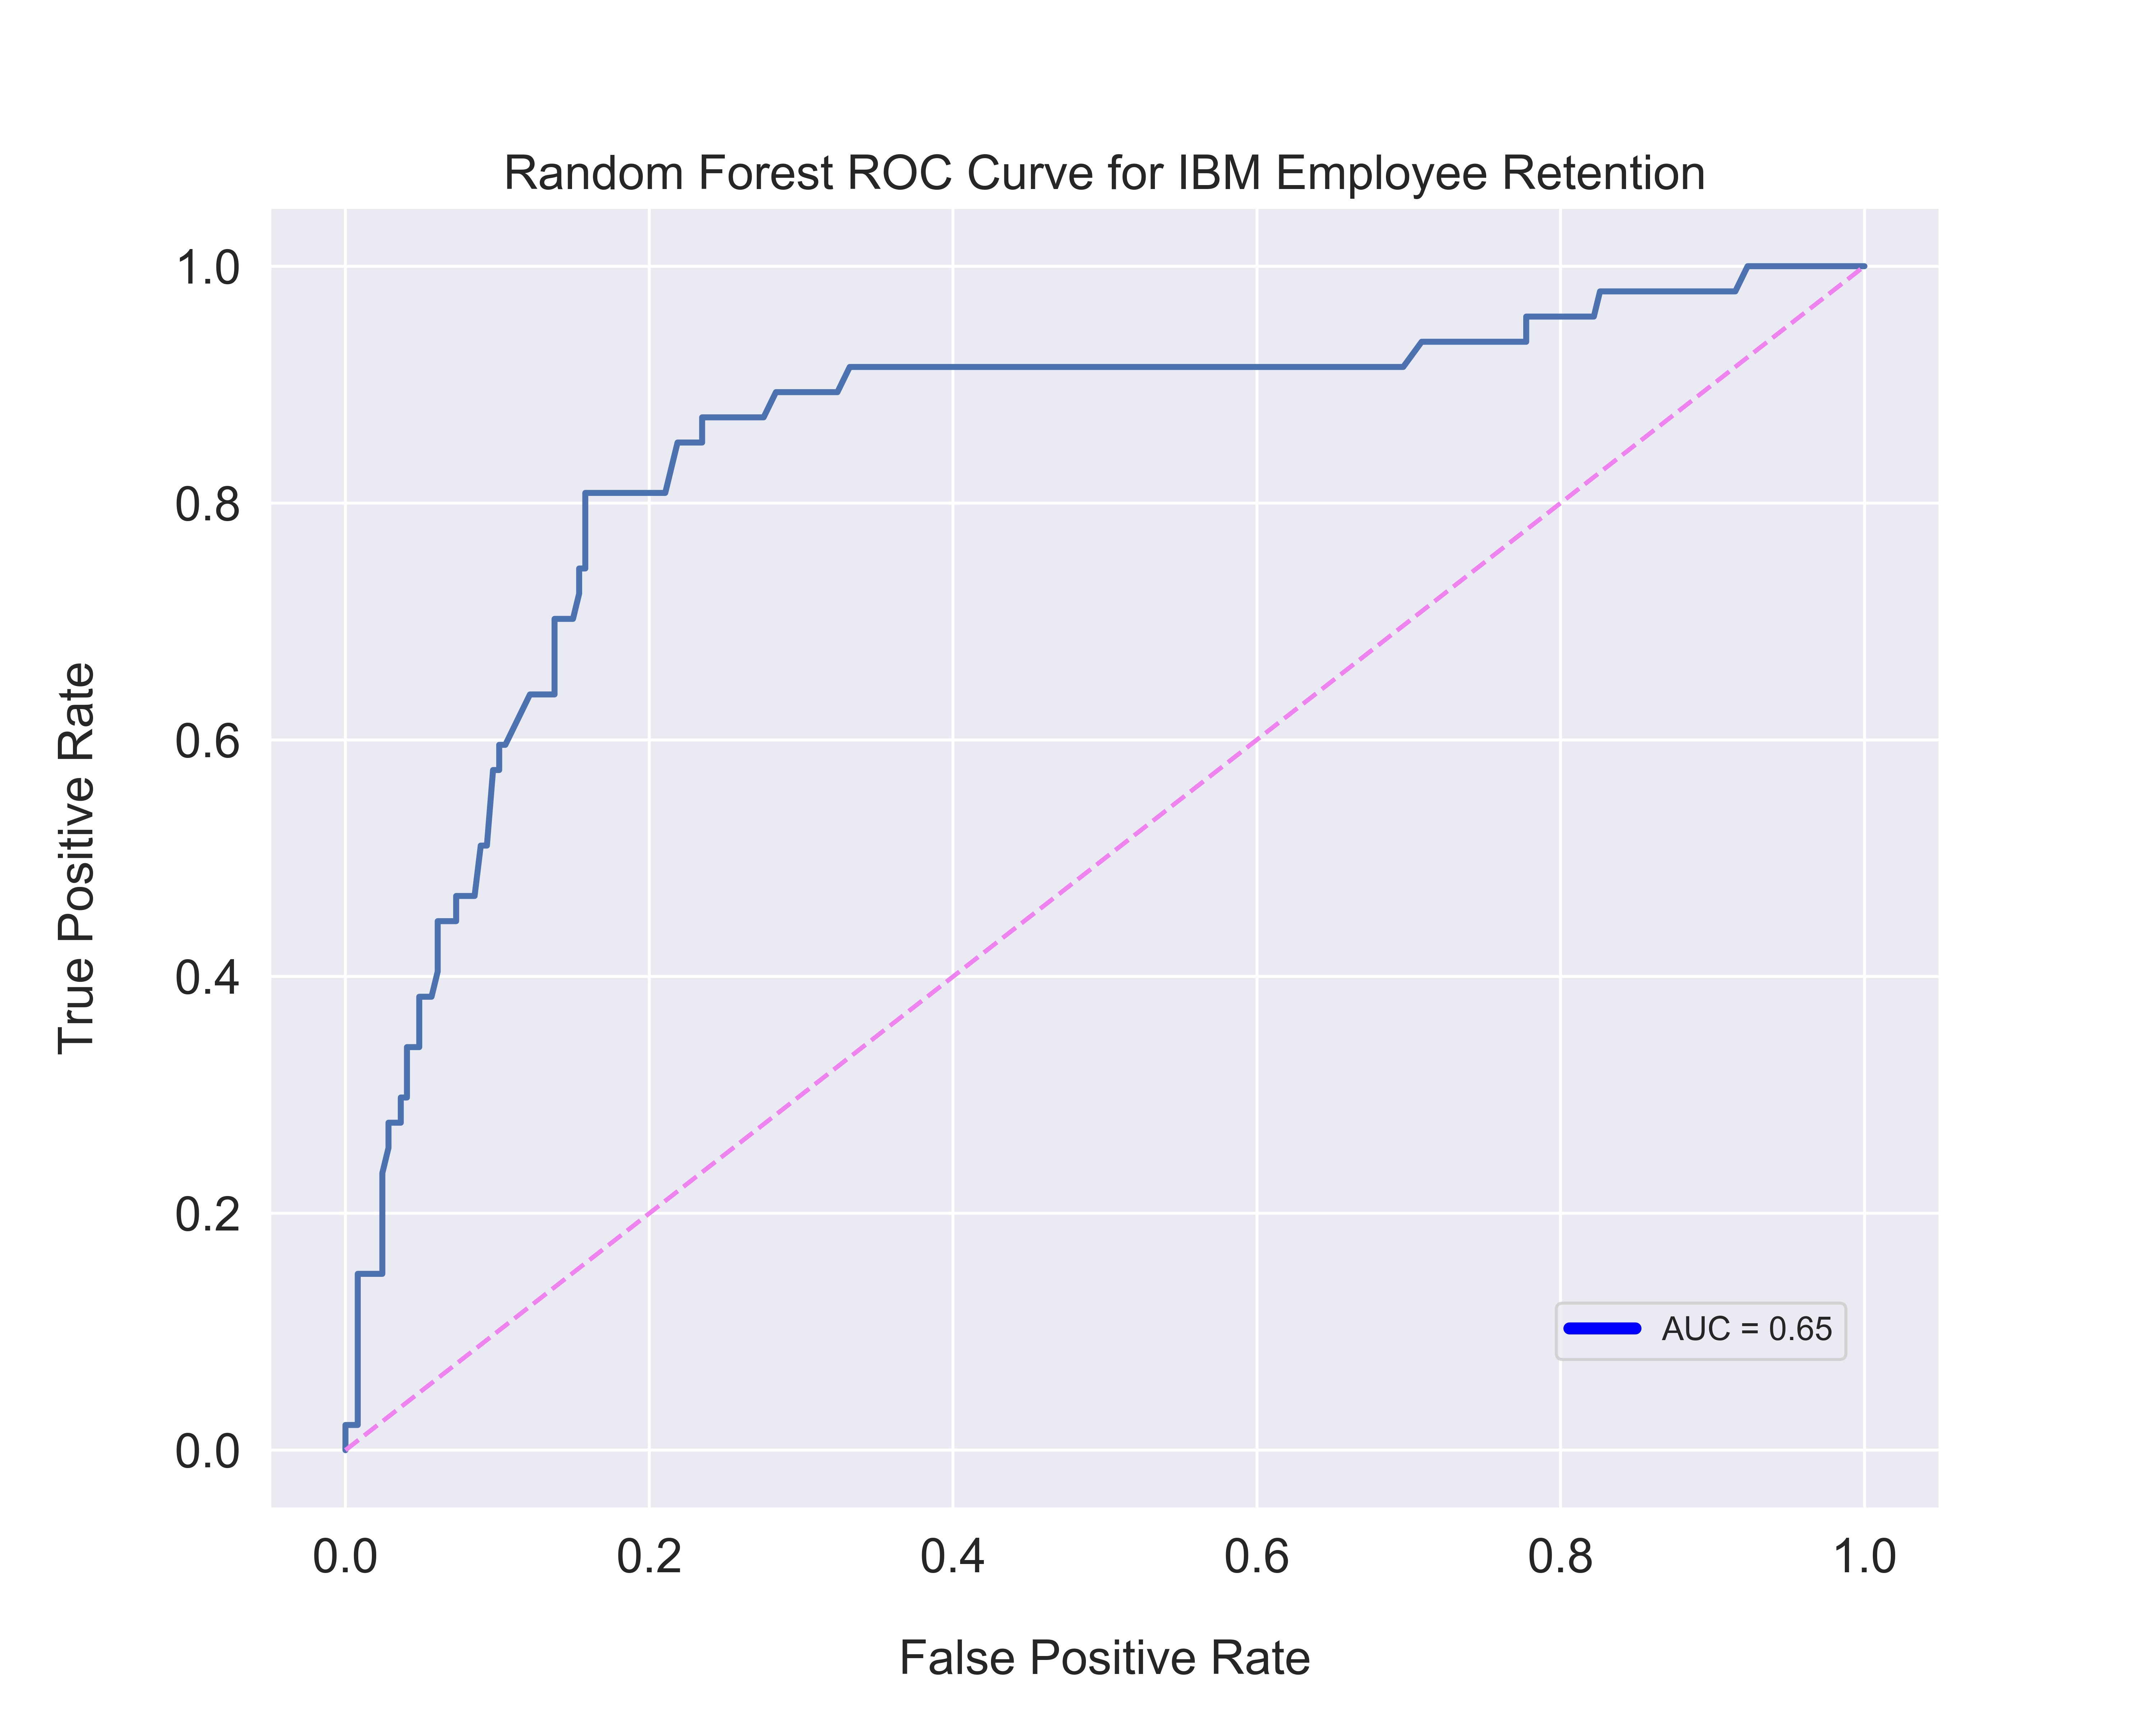 Random Forest ROC Curve for IBM Employee Retention
1.0
0.8
0.6
0.4
0.2
0.0
True Positive Rate
AUC = 0.65
0.0 0.2 0.4 0.6 0.8 1.0
False Positive Rate